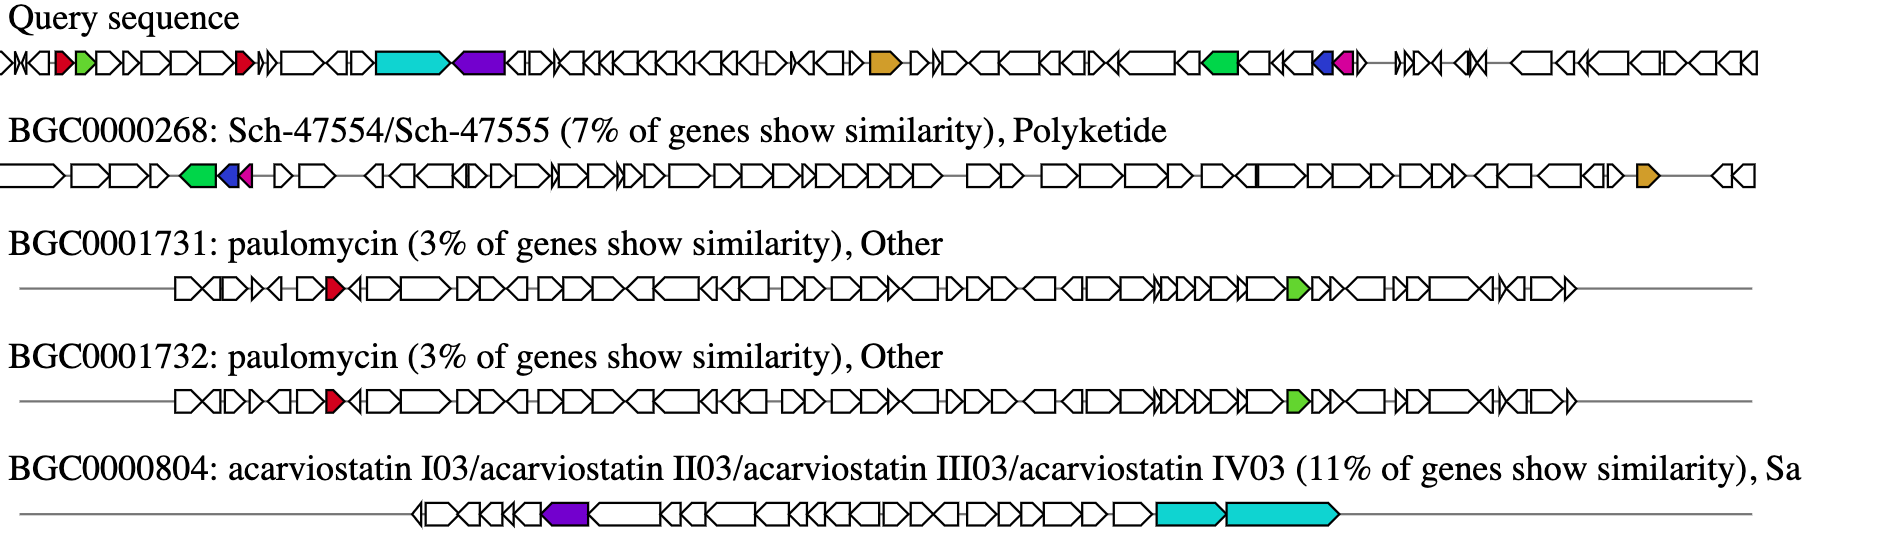 Query sequence
BGC0000268: Sch-47554/Sch-47555 (7% of genes show similarity), Polyketide
BGC0001731: paulomycin (3% of genes show similarity), Other
BGC0001732: paulomycin (3% of genes show similarity), Other
BGC0000804: acarviostatin I03/acarviostatin II03/acarviostatin III03/acarviostatin IV03 (11% of genes show similarity), Sa